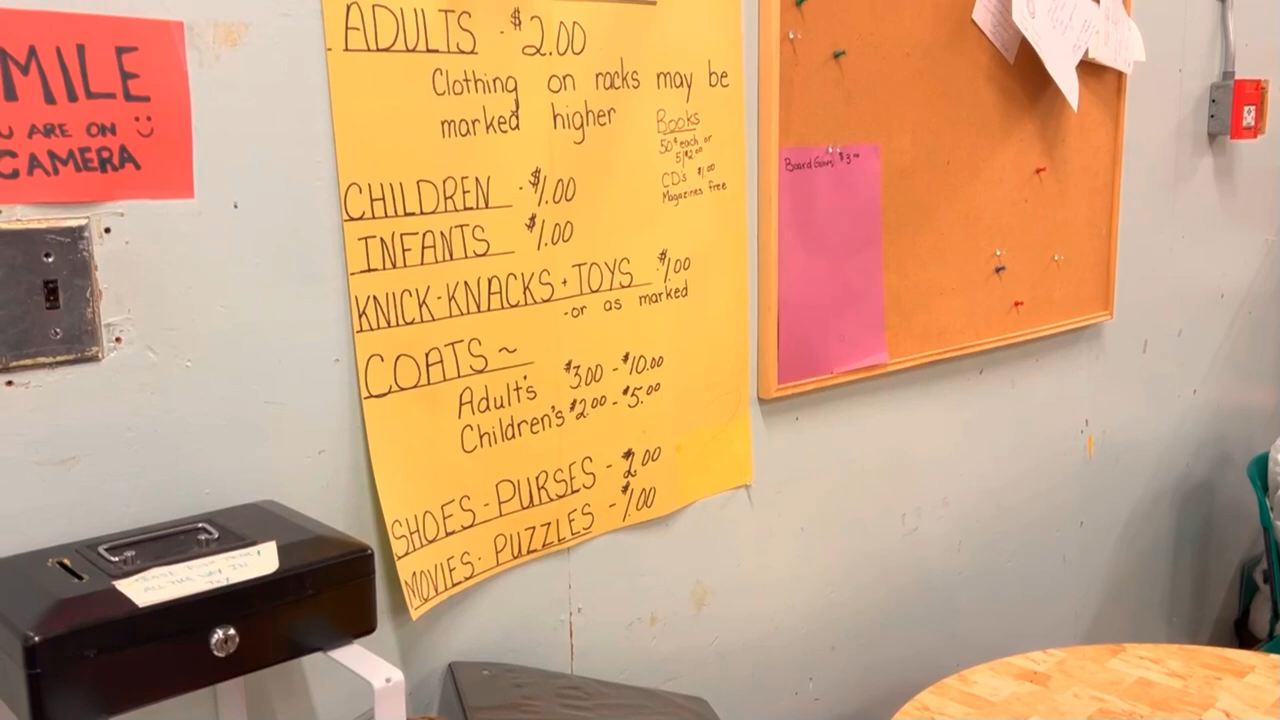 MILE
U ARE ON
CAMERA
ADULTS - $2.00
Clothing on racks may be
marked higher
Books
50¢ each or
5/$2.00
CD's $1.00
Magazines free
CHILDREN - $1.00
INFANTS $1.00
KNICK-KNACKS + TOYS $1.00
-or as marked
COATS ~
Adult's $3.00 - $10.00
Children's $2.00 - $5.00
SHOES - PURSES - $2.00
MOVIES - PUZZLES - $1.00
Board Games $3.00
ALL THE WAY IN